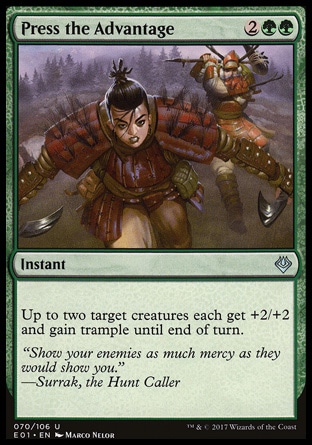 Press the Advantage 2
Instant
Up to two target creatures each get +2/+2
and gain trample until end of turn.
“Show your enemies as much mercy as they
would show you.”
—Surrak, the Hunt Caller
070/106 U
E01 • EN Marco Nelor
™ & © 2017 Wizards of the Coast